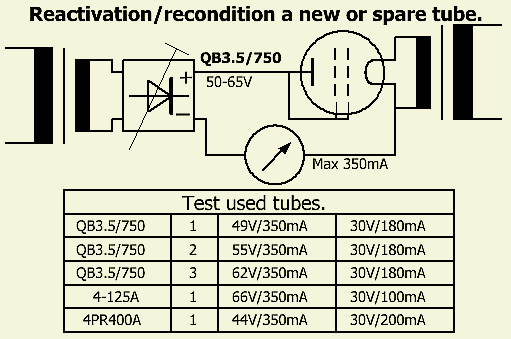 Reactivation/recondition a new or spare tube.
QB3.5/750
50-65V
+
−
Max 350mA
Test used tubes.
QB3.5/750 1 49V/350mA 30V/180mA
QB3.5/750 2 55V/350mA 30V/180mA
QB3.5/750 3 62V/350mA 30V/180mA
4-125A 1 66V/350mA 30V/100mA
4PR400A 1 44V/350mA 30V/200mA